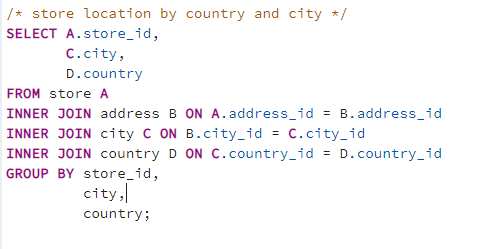 /* store location by country and city */
SELECT A.store_id,
       C.city,
       D.country
FROM store A
INNER JOIN address B ON A.address_id = B.address_id
INNER JOIN city C ON B.city_id = C.city_id
INNER JOIN country D ON C.country_id = D.country_id
GROUP BY store_id,
         city,
         country;